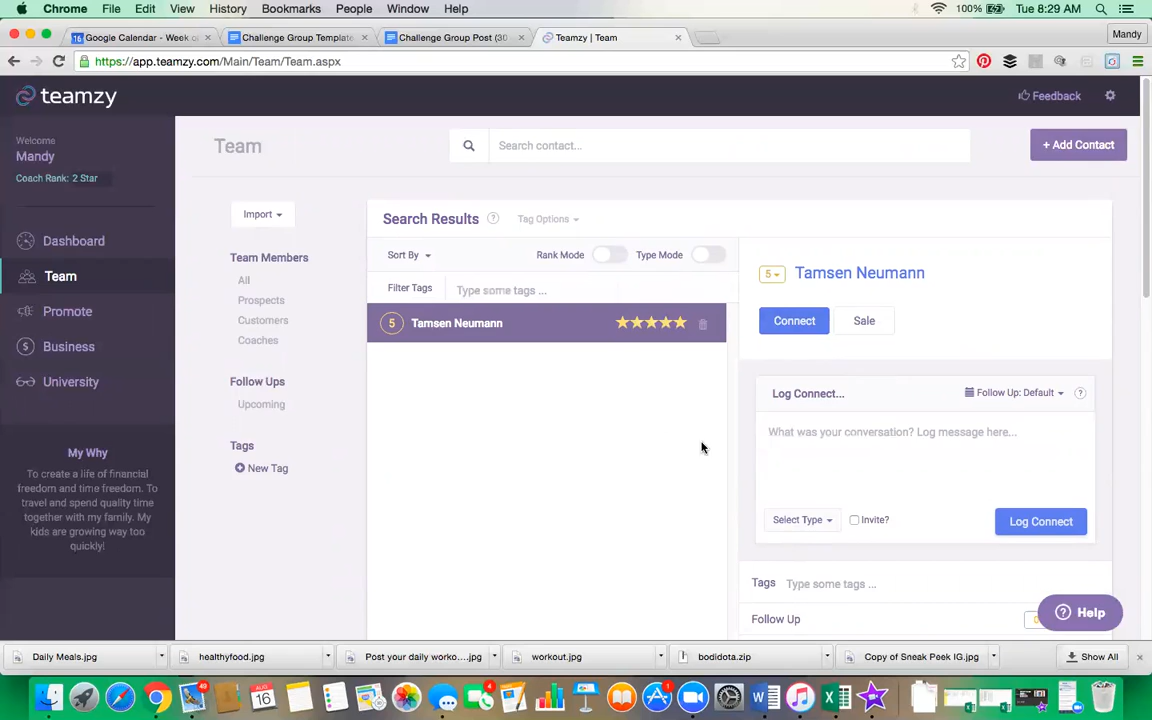 Chrome File Edit View History Bookmarks People Window Help 100% Tue 8:29 AM
Google Calendar - Week o
Challenge Group Template
Challenge Group Post (30
Teamzy | Team
Mandy
https://app.teamzy.com/Main/Team/Team.aspx
teamzy
Feedback
Welcome
Mandy
Coach Rank: 2 Star
Dashboard
Team
Promote
Business
University
My Why
To create a life of financial
freedom and time freedom. To
travel and spend quality time
together with my family. My
kids are growing way too
quickly!
Team
Search contact...
+ Add Contact
Import
Team Members
All
Prospects
Customers
Coaches
Follow Ups
Upcoming
Tags
New Tag
Search Results ? Tag Options
Sort By Rank Mode Type Mode
Filter Tags Type some tags ...
5 Tamsen Neumann
5 Tamsen Neumann
Connect Sale
Log Connect... Follow Up: Default ?
What was your conversation? Log message here...
Select Type Invite? Log Connect
Tags Type some tags ...
Follow Up
? Help
Daily Meals.jpg
healthyfood.jpg
Post your daily worko....jpg
workout.jpg
bodidota.zip
Copy of Sneak Peek IG.jpg
Show All
49
AUG
16
4
1